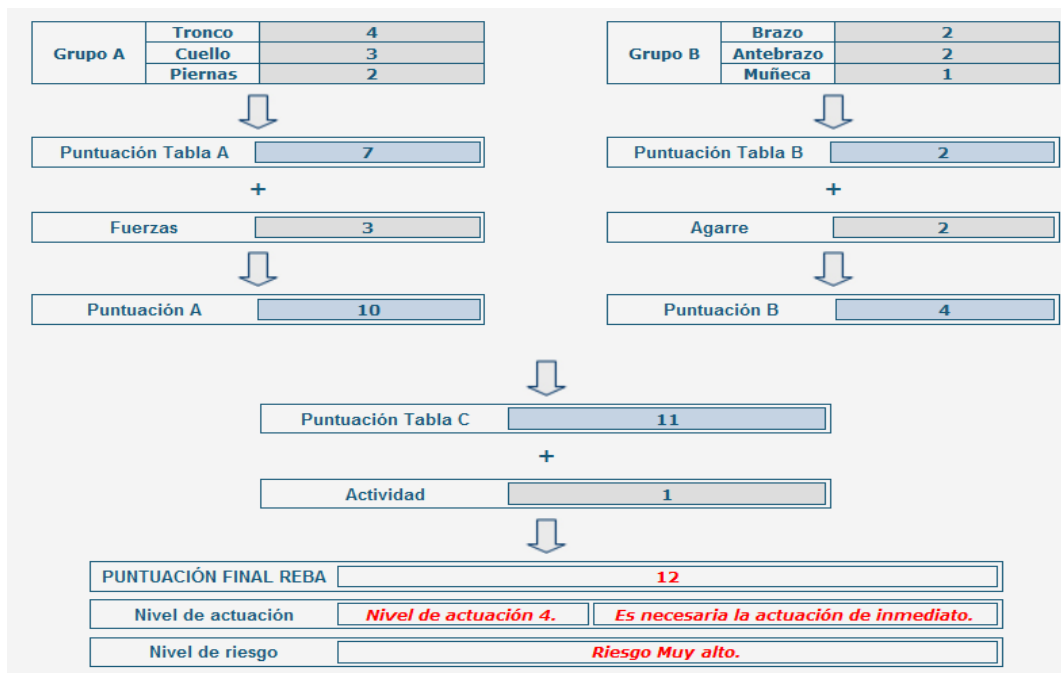 Grupo A
Tronco 4
Cuello 3
Piernas 2
Grupo B
Brazo 2
Antebrazo 2
Muñeca 1
Puntuación Tabla A 7
Puntuación Tabla B 2
+
+
Fuerzas 3
Agarre 2
Puntuación A 10
Puntuación B 4
Puntuación Tabla C 11
+
Actividad 1
PUNTUACIÓN FINAL REBA 12
Nivel de actuación Nivel de actuación 4. Es necesaria la actuación de inmediato.
Nivel de riesgo Riesgo Muy alto.